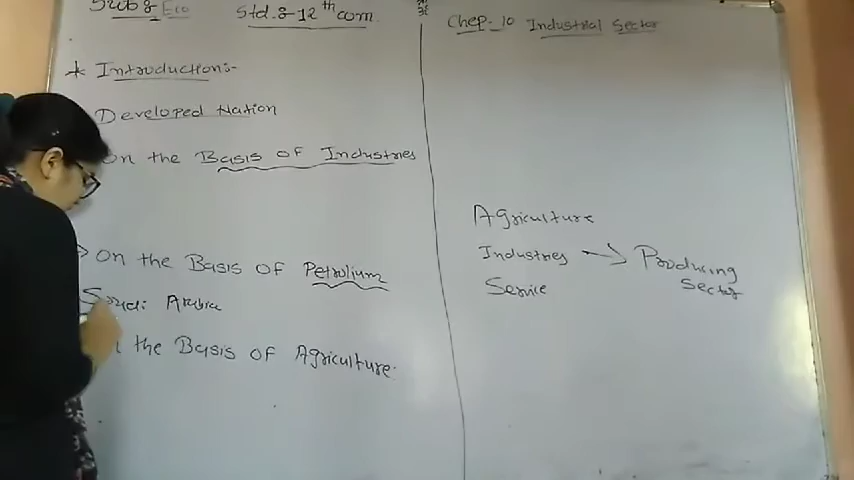 Sub & Eco
Std. & 12th com.
Chep-10 Industrial Sector
* Introduction:-
Developed Nation
on the Basis of Industries
on the Basis of Petrolium
Arabia
the Basis of Agriculture.
Agriculture
Industries → Producing
Sector
Service